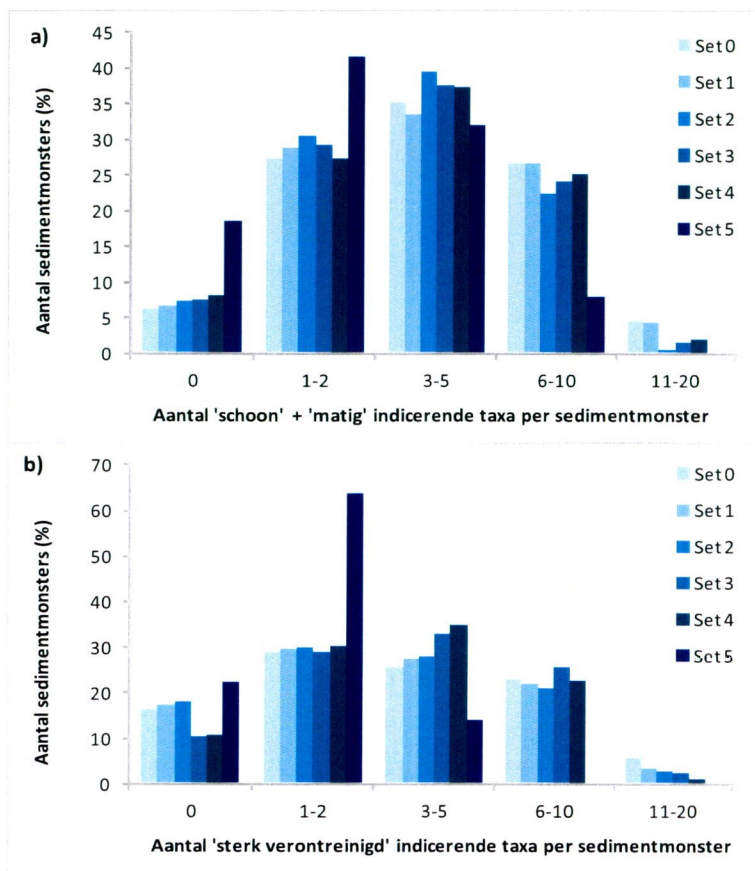 a)
Aantal sedimentmonsters (%)
45
40
35
30
25
20
15
10
5
0
0
1-2
3-5
6-10
11-20
Aantal 'schoon' + 'matig' indicerende taxa per sedimentmonster
Set 0
Set 1
Set 2
Set 3
Set 4
Set 5
b)
Aantal sedimentmonsters (%)
70
60
50
40
30
20
10
0
0
1-2
3-5
6-10
11-20
Aantal 'sterk verontreinigd' indicerende taxa per sedimentmonster
Set 0
Set 1
Set 2
Set 3
Set 4
Set 5